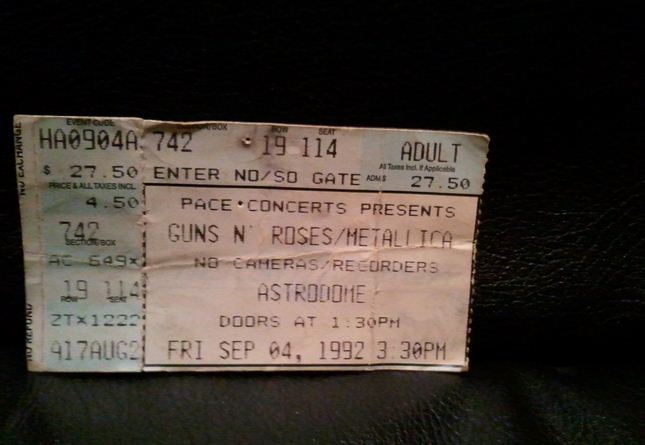 NO EXCHANGE
NO REFUND
EVENT CODE
HA0904A
$ 27.50
PRICE & ALL TAXES INCL.
4.50
742
SECTION/BOX
AC 649x
19 114
ROW SEAT
ZTX1222
A17AUG2
SECTION/BOX ROW SEAT
742 19 114 ADULT
All Taxes Incl. If Applicable
ENTER NO/SO GATE ADM$ 27.50
PACE•CONCERTS PRESENTS
GUNS N' ROSES/METALLICA
NO CAMERAS/RECORDERS
ASTRODOME
DOORS AT 1:30PM
FRI SEP 04, 1992 3:30PM